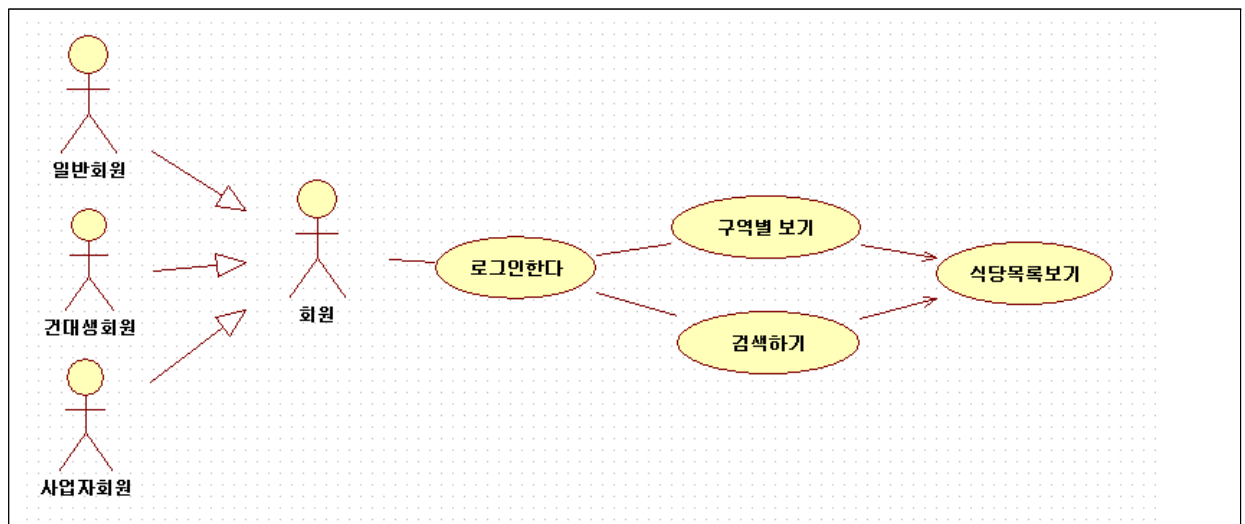 일반회원
건대생회원
사업자회원
회원
로그인한다
구역별 보기
검색하기
식당목록보기